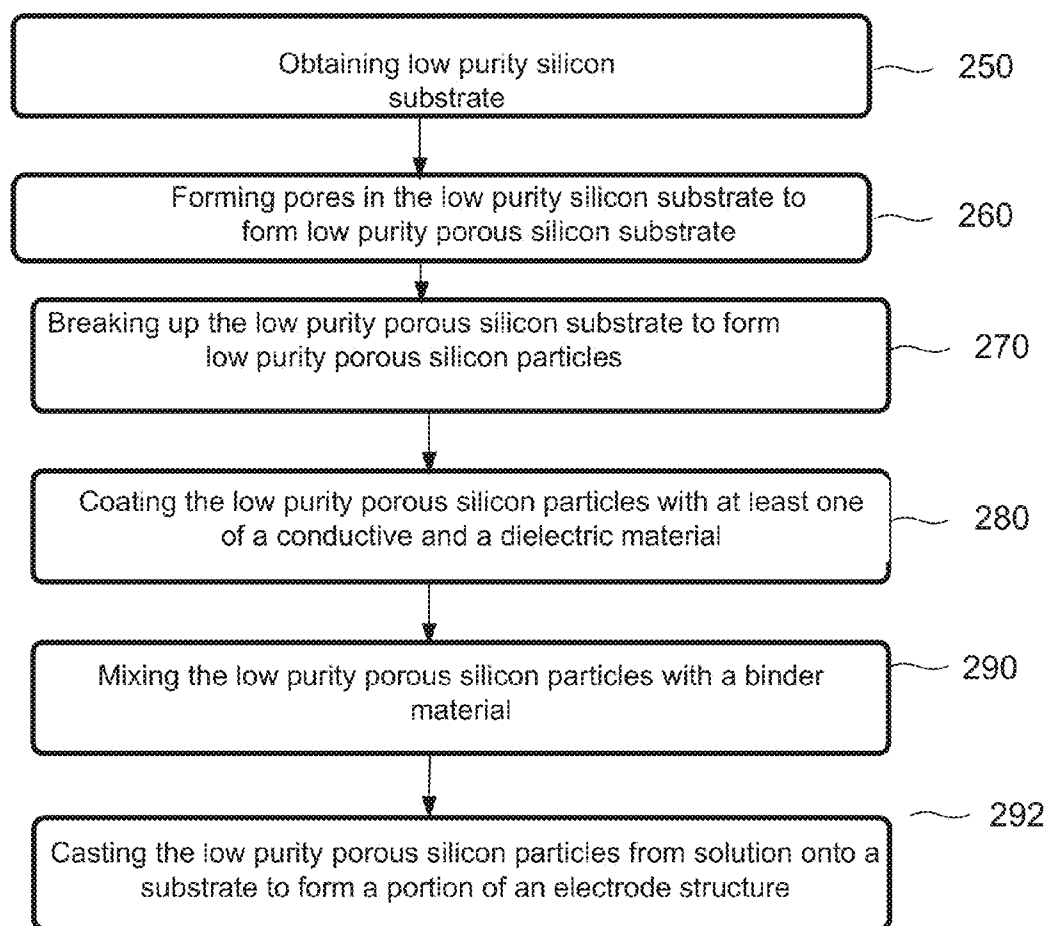 Obtaining low purity silicon
substrate
250
Forming pores in the low purity silicon substrate to
form low purity porous silicon substrate
260
Breaking up the low purity porous silicon substrate to form
low purity porous silicon particles
270
Coating the low purity porous silicon particles with at least one
of a conductive and a dielectric material
280
Mixing the low purity porous silicon particles with a binder
material
290
Casting the low purity porous silicon particles from solution onto a
substrate to form a portion of an electrode structure
292